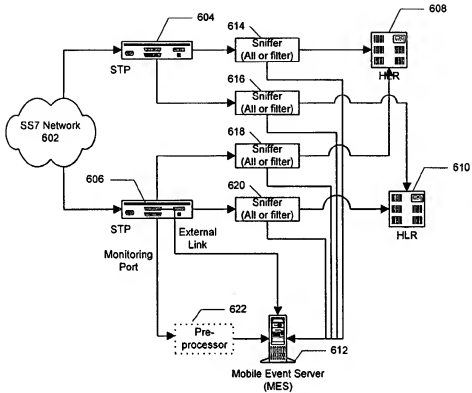 604
614
608
Sniffer
(All or filter)
STP
HLR
616
Sniffer
(All or filter)
SS7 Network
602
618
Sniffer
(All or filter)
610
606
620
Sniffer
(All or filter)
STP
HLR
External
Link
Monitoring
Port
622
Pre-
processor
612
Mobile Event Server
(MES)